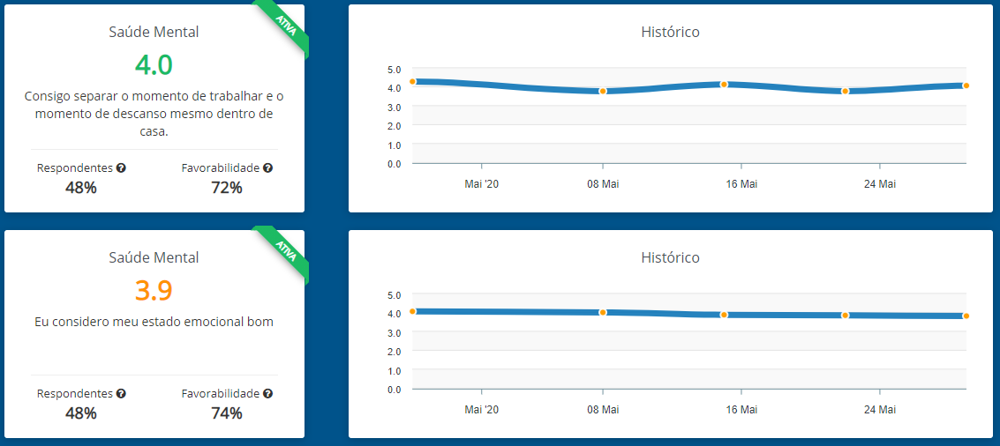 ATIVA
Saúde Mental
4.0
Consigo separar o momento de trabalhar e o
momento de descanso mesmo dentro de
casa.
Respondentes Favorabilidade
48% 72%
Histórico
5.0
4.0
3.0
2.0
1.0
0.0
Mai '20 08 Mai 16 Mai 24 Mai
ATIVA
Saúde Mental
3.9
Eu considero meu estado emocional bom
Respondentes Favorabilidade
48% 74%
Histórico
5.0
4.0
3.0
2.0
1.0
0.0
Mai '20 08 Mai 16 Mai 24 Mai